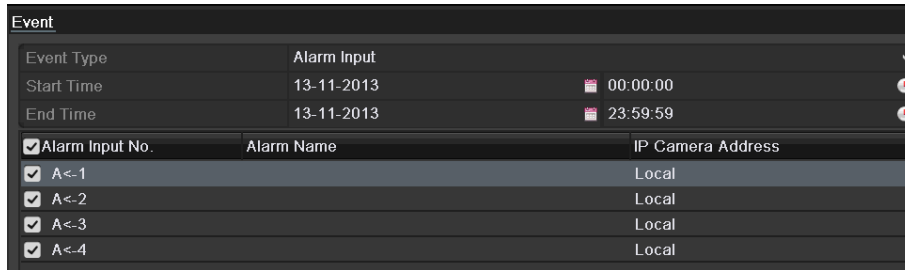 Event
Event Type Alarm Input
Start Time 13-11-2013 00:00:00
End Time 13-11-2013 23:59:59
Alarm Input No. Alarm Name IP Camera Address
A<-1 Local
A<-2 Local
A<-3 Local
A<-4 Local